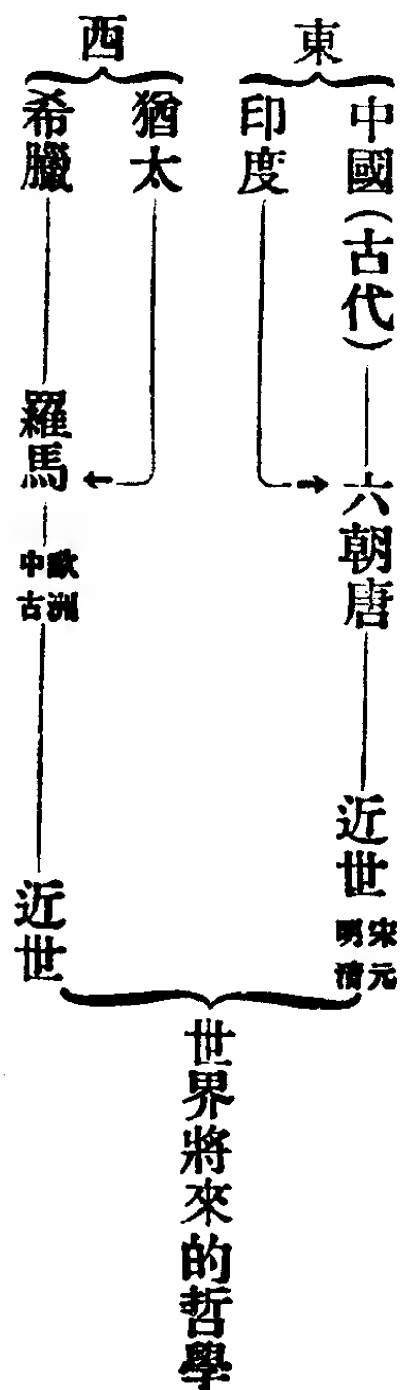 東
中國(古代)
六朝唐
近世
宋元
明清
印度
西
猶太
希臘
羅馬
歐洲
中古
近世
世界將來的哲學